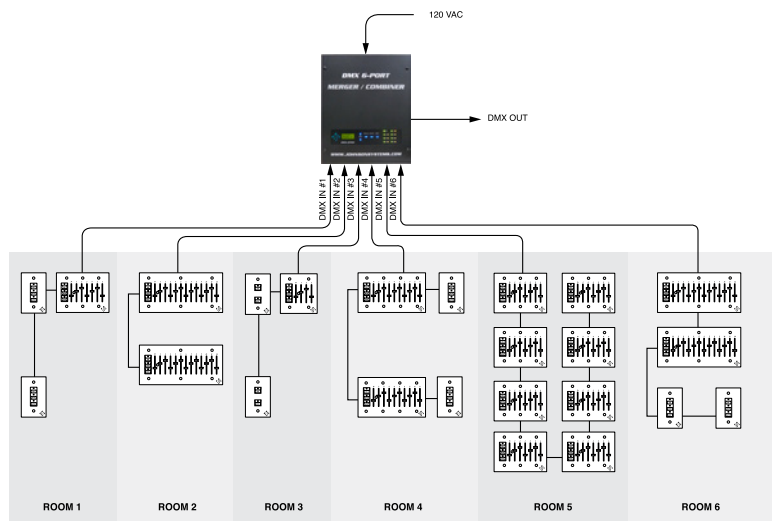 120 VAC
DMX 6-PORT
MERGER / COMBINER
DMX OUT
DMX IN #1
DMX IN #2
DMX IN #3
DMX IN #4
DMX IN #5
DMX IN #6
ROOM 1
ROOM 2
ROOM 3
ROOM 4
ROOM 5
ROOM 6